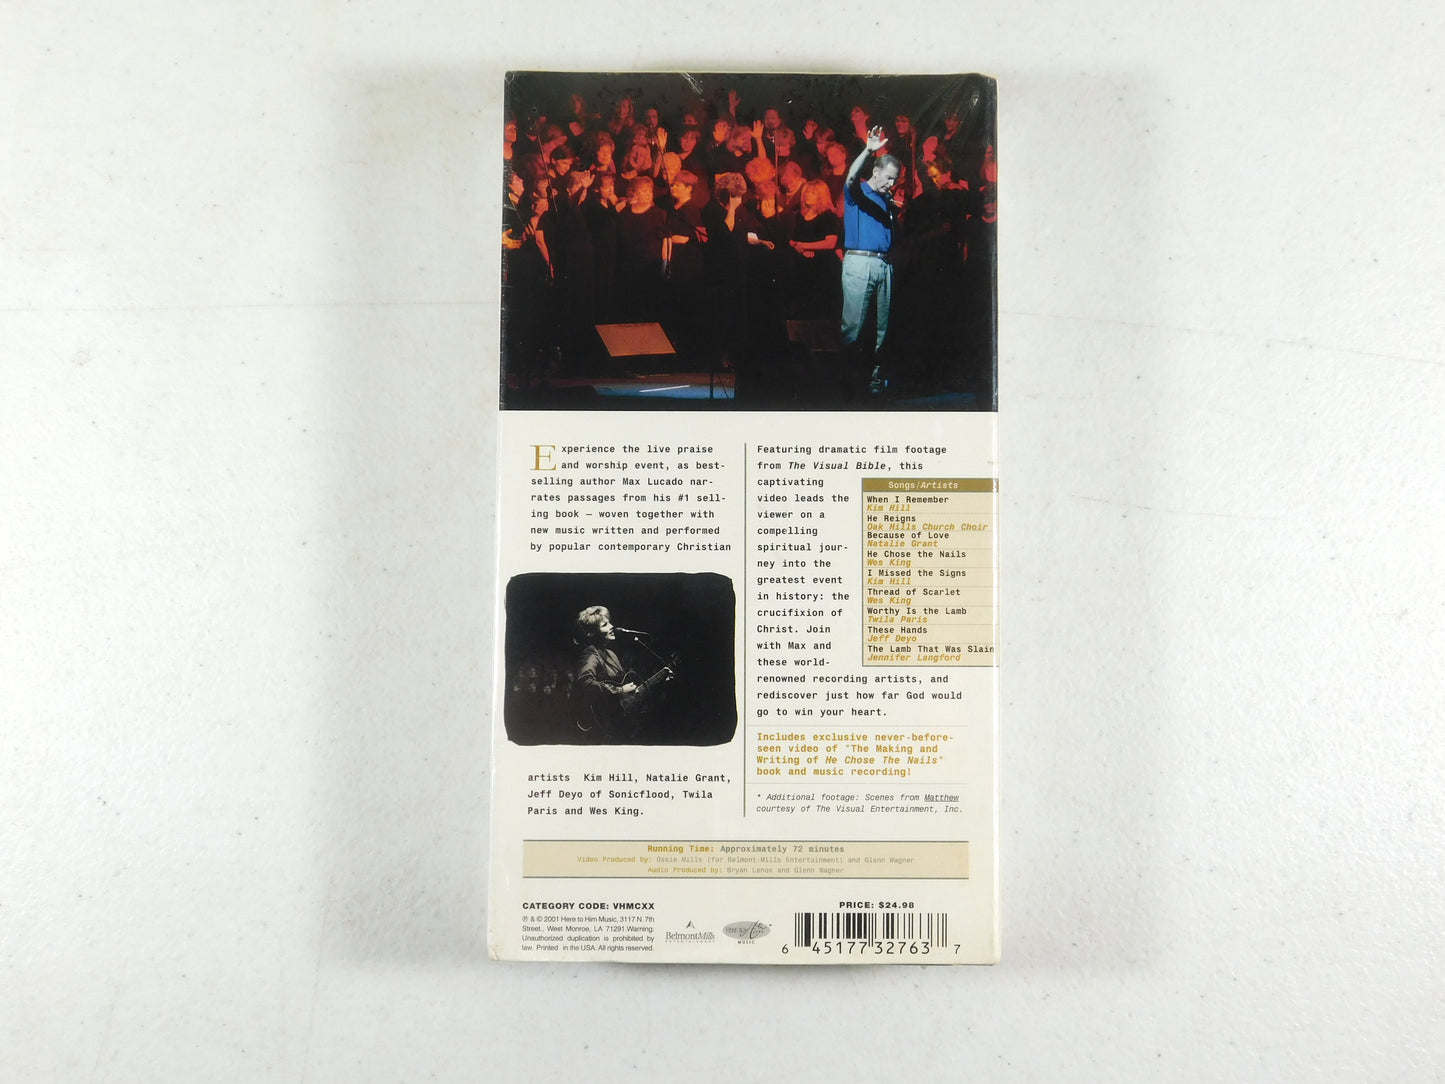 Experience the live praise
and worship event, as best-
selling author Max Lucado nar-
rates passages from his #1 sell-
ing book — woven together with
new music written and performed
by popular contemporary Christian
artists Kim Hill, Natalie Grant,
Jeff Deyo of Sonicflood, Twila
Paris and Wes King.
Featuring dramatic film footage
from The Visual Bible, this
captivating
video leads the
viewer on a
compelling
spiritual jour-
ney into the
greatest event
in history: the
crucifixion of
Christ. Join
with Max and
these world-
renowned recording artists, and
rediscover just how far God would
go to win your heart.
Songs/Artists
When I Remember
Kim Hill
He Reigns
Oak Hills Church Choir
Because of Love
Natalie Grant
He Chose the Nails
Wes King
I Missed the Signs
Kim Hill
Thread of Scarlet
Wes King
Worthy Is the Lamb
Twila Paris
These Hands
Jeff Deyo
The Lamb That Was Slain
Jennifer Langford
Includes exclusive never-before-
seen video of "The Making and
Writing of He Chose The Nails"
book and music recording!
* Additional footage: Scenes from Matthew
courtesy of The Visual Entertainment, Inc.
Running Time: Approximately 72 minutes
Video Produced by: Ossie Mills (for Belmont-Mills Entertainment) and Glenn Wagner
Audio Produced by: Bryan Lenox and Glenn Wagner
CATEGORY CODE: VHMCXX
℗ & © 2001 Here to Him Music, 3117 N. 7th
Street., West Monroe, LA 71291.Warning:
Unauthorized duplication is prohibited by
law. Printed in the USA. All rights reserved.
BelmontMills
ENTERTAINMENT
MUSIC
PRICE: $24.98
6 45177 32763 7